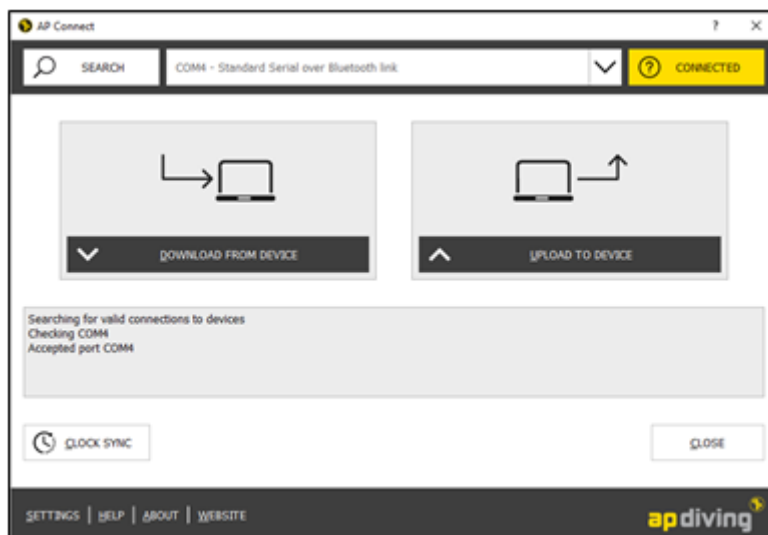 AP Connect
SEARCH
COM4 - Standard Serial over Bluetooth link
CONNECTED
DOWNLOAD FROM DEVICE
UPLOAD TO DEVICE
Searching for valid connections to devices
Checking COM4
Accepted port COM4
CLOCK SYNC
CLOSE
SETTINGS | HELP | ABOUT | WEBSITE
apdiving